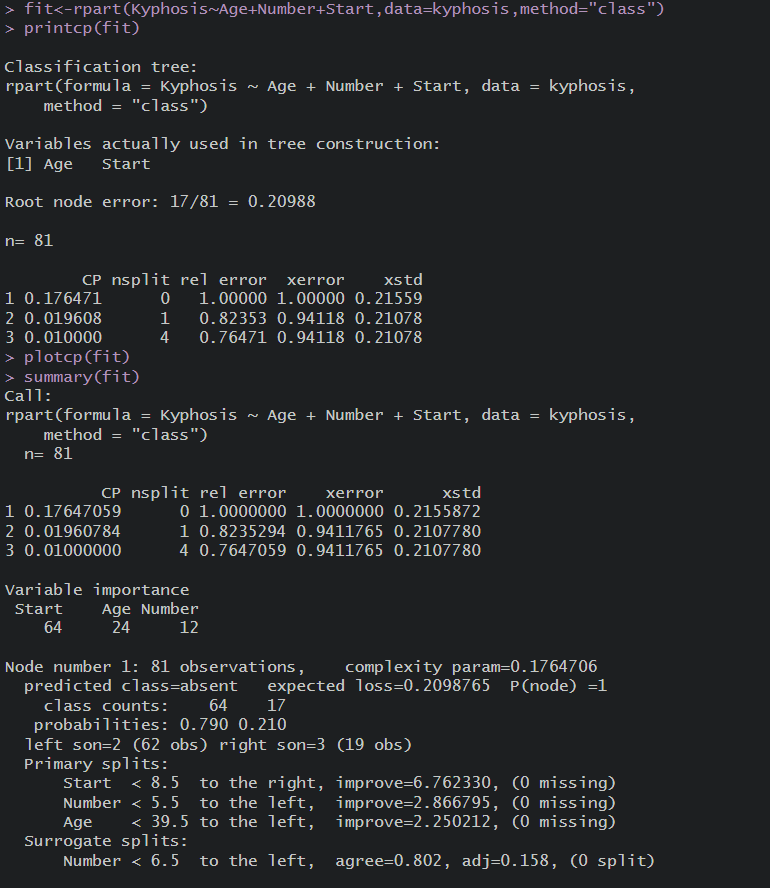 > fit<-rpart(Kyphosis~Age+Number+Start,data=kyphosis,method="class")
> printcp(fit)

Classification tree:
rpart(formula = Kyphosis ~ Age + Number + Start, data = kyphosis,
    method = "class")

Variables actually used in tree construction:
[1] Age   Start

Root node error: 17/81 = 0.20988

n= 81

        CP nsplit rel error  xerror    xstd
1 0.176471      0   1.00000 1.00000 0.21559
2 0.019608      1   0.82353 0.94118 0.21078
3 0.010000      4   0.76471 0.94118 0.21078
> plotcp(fit)
> summary(fit)
Call:
rpart(formula = Kyphosis ~ Age + Number + Start, data = kyphosis,
    method = "class")
  n= 81

          CP nsplit rel error    xerror      xstd
1 0.17647059      0 1.0000000 1.0000000 0.2155872
2 0.01960784      1 0.8235294 0.9411765 0.2107780
3 0.01000000      4 0.7647059 0.9411765 0.2107780

Variable importance
 Start    Age Number
    64     24     12

Node number 1: 81 observations,    complexity param=0.1764706
  predicted class=absent   expected loss=0.2098765  P(node) =1
    class counts:    64    17
   probabilities: 0.790 0.210
  left son=2 (62 obs) right son=3 (19 obs)
  Primary splits:
      Start  < 8.5  to the right, improve=6.762330, (0 missing)
      Number < 5.5  to the left,  improve=2.866795, (0 missing)
      Age    < 39.5 to the left,  improve=2.250212, (0 missing)
  Surrogate splits:
      Number < 6.5  to the left,  agree=0.802, adj=0.158, (0 split)